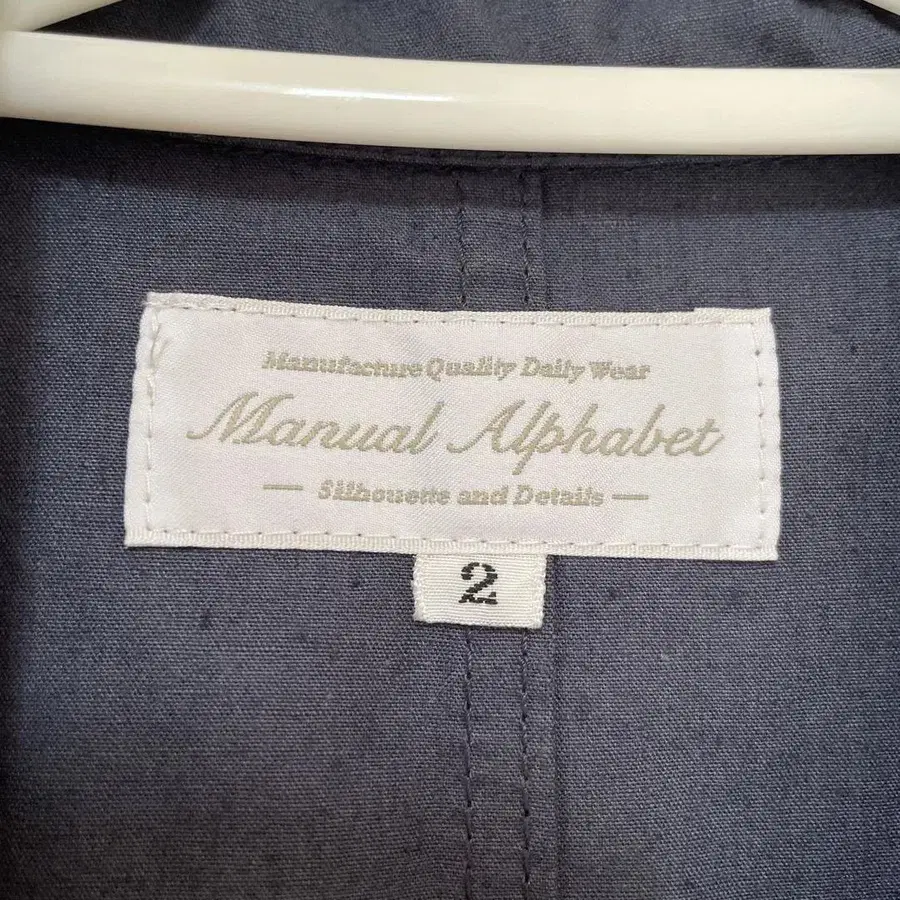 Manufacture Quality Daily Wear
Manual Alphabet
Silhouette and Details
2